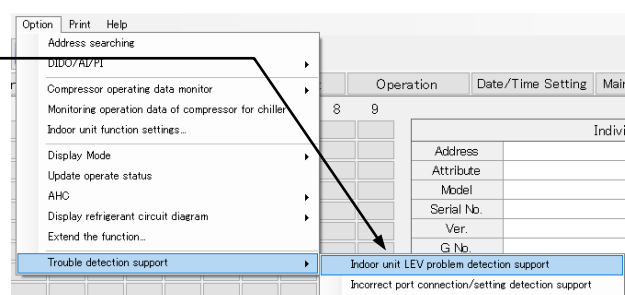 Option Print Help
Address searching
DIDO/AI/PI
Compressor operating data monitor
Monitoring operation data of compressor for chiller
Indoor unit function settings...
Display Mode
Update operate status
AHC
Display refrigerant circuit diagram
Extend the function...
Trouble detection support
Indoor unit LEV problem detection support
Incorrect port connection/setting detection support
Operation Date/Time Setting
8 9
Address
Attribute
Model
Serial No.
Ver.
G No.